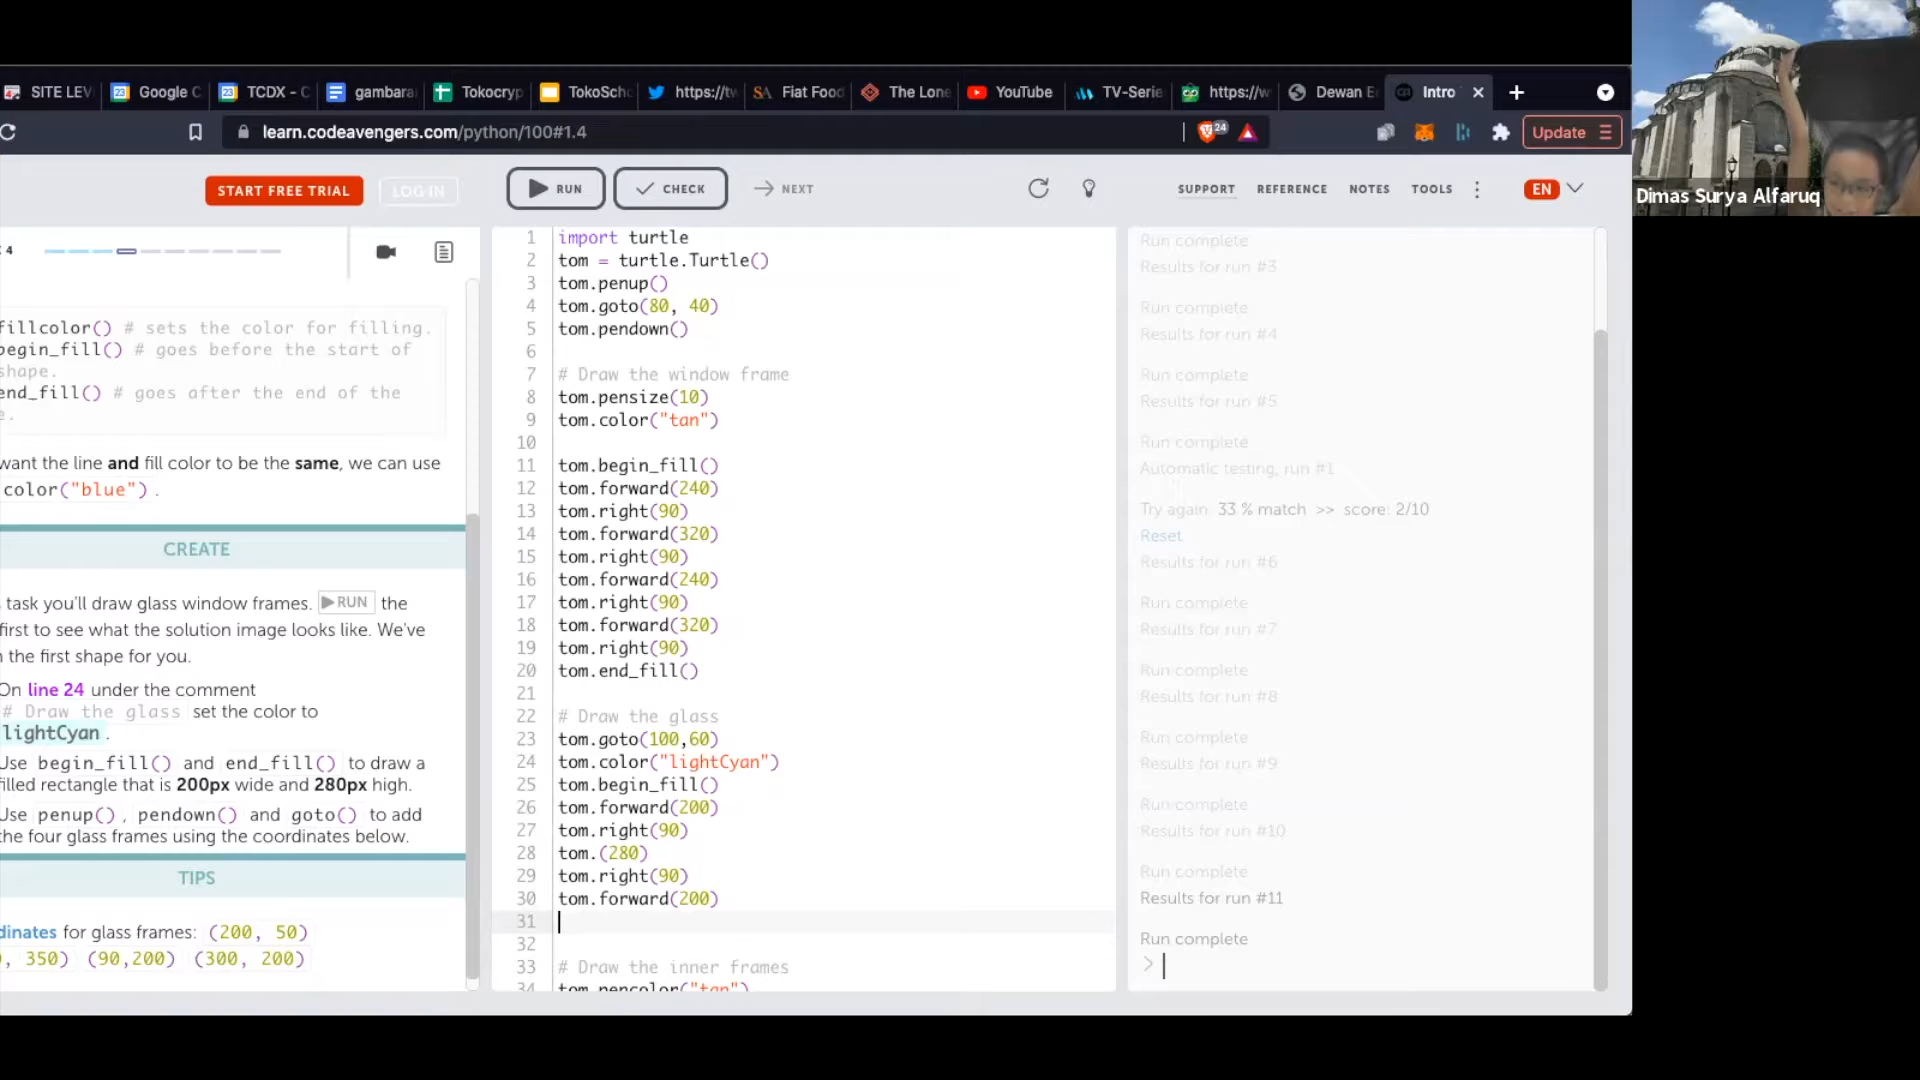 SITE LEV
Google C
TCDX - C
gambara
Tokocryp
TokoScho
https://tw
SA Fiat Food
The Lone
YouTube
TV-Serie
https://w
Dewan E
Intro
learn.codeavengers.com/python/100#1.4
24
Update
START FREE TRIAL
LOG IN
RUN
CHECK
NEXT
SUPPORT
REFERENCE
NOTES
TOOLS
EN
Dimas Surya Alfaruq
4
fillcolor() # sets the color for filling.
begin_fill() # goes before the start of
shape.
end_fill() # goes after the end of the
want the line and fill color to be the same, we can use
color("blue") .
CREATE
task you'll draw glass window frames. RUN the
first to see what the solution image looks like. We've
the first shape for you.
On line 24 under the comment
# Draw the glass set the color to
lightCyan .
Use begin_fill() and end_fill() to draw a
filled rectangle that is 200px wide and 280px high.
Use penup() , pendown() and goto() to add
the four glass frames using the coordinates below.
TIPS
dinates for glass frames: (200, 50)
, 350) (90,200) (300, 200)
1 import turtle
2 tom = turtle.Turtle()
3 tom.penup()
4 tom.goto(80, 40)
5 tom.pendown()
6
7 # Draw the window frame
8 tom.pensize(10)
9 tom.color("tan")
10
11 tom.begin_fill()
12 tom.forward(240)
13 tom.right(90)
14 tom.forward(320)
15 tom.right(90)
16 tom.forward(240)
17 tom.right(90)
18 tom.forward(320)
19 tom.right(90)
20 tom.end_fill()
21
22 # Draw the glass
23 tom.goto(100,60)
24 tom.color("lightCyan")
25 tom.begin_fill()
26 tom.forward(200)
27 tom.right(90)
28 tom.(280)
29 tom.right(90)
30 tom.forward(200)
31
32
33 # Draw the inner frames
34 tom.pencolor("tan")
Run complete
Results for run #3
Run complete
Results for run #4
Run complete
Results for run #5
Run complete
Automatic testing, run #1
Try again. 33 % match >> score: 2/10
Reset
Results for run #6
Run complete
Results for run #7
Run complete
Results for run #8
Run complete
Results for run #9
Run complete
Results for run #10
Run complete
Results for run #11
Run complete
>